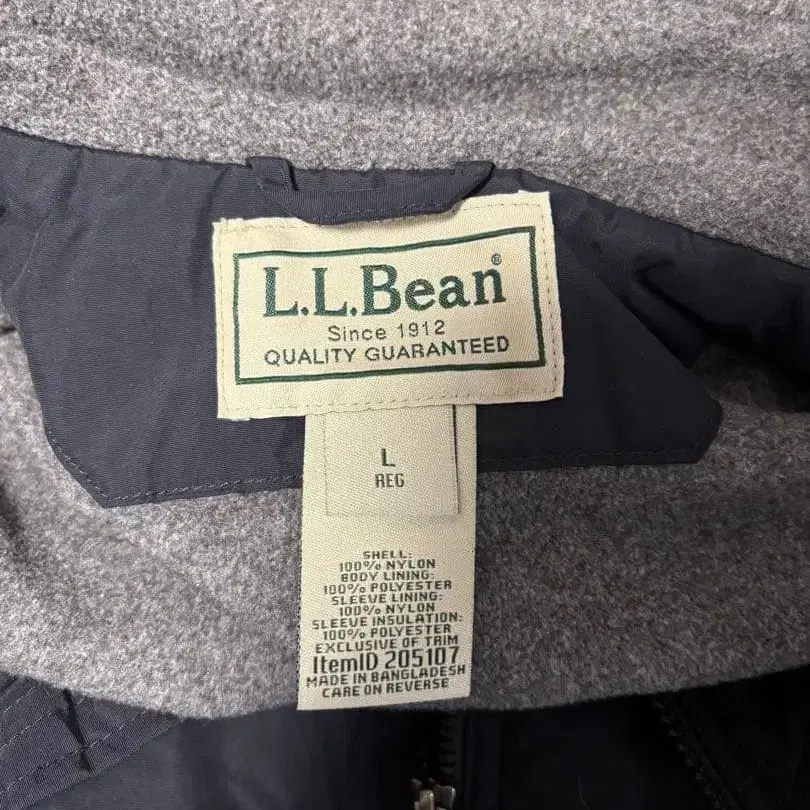 L.L.Bean®
Since 1912
QUALITY GUARANTEED
L
REG
SHELL:
100% NYLON
BODY LINING:
100% POLYESTER
SLEEVE LINING:
100% NYLON
SLEEVE INSULATION:
100% POLYESTER
EXCLUSIVE OF TRIM
ItemID 205107
MADE IN BANGLADESH
CARE ON REVERSE